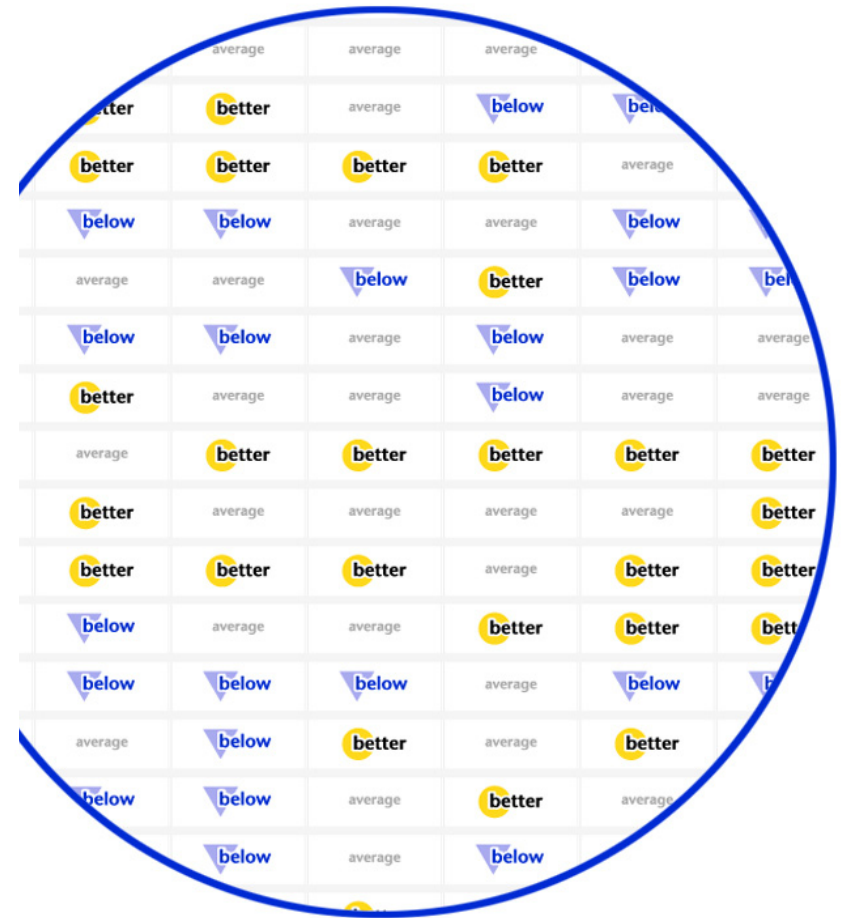 average average average
better average below
better better better better average
below below average average below
average average below better below
below below average below average average
better average average below average average
average better better better better better
better average average average average better
better better better average better better
below average average better better
below below below average below
average below better average better
below below average better average
below average below